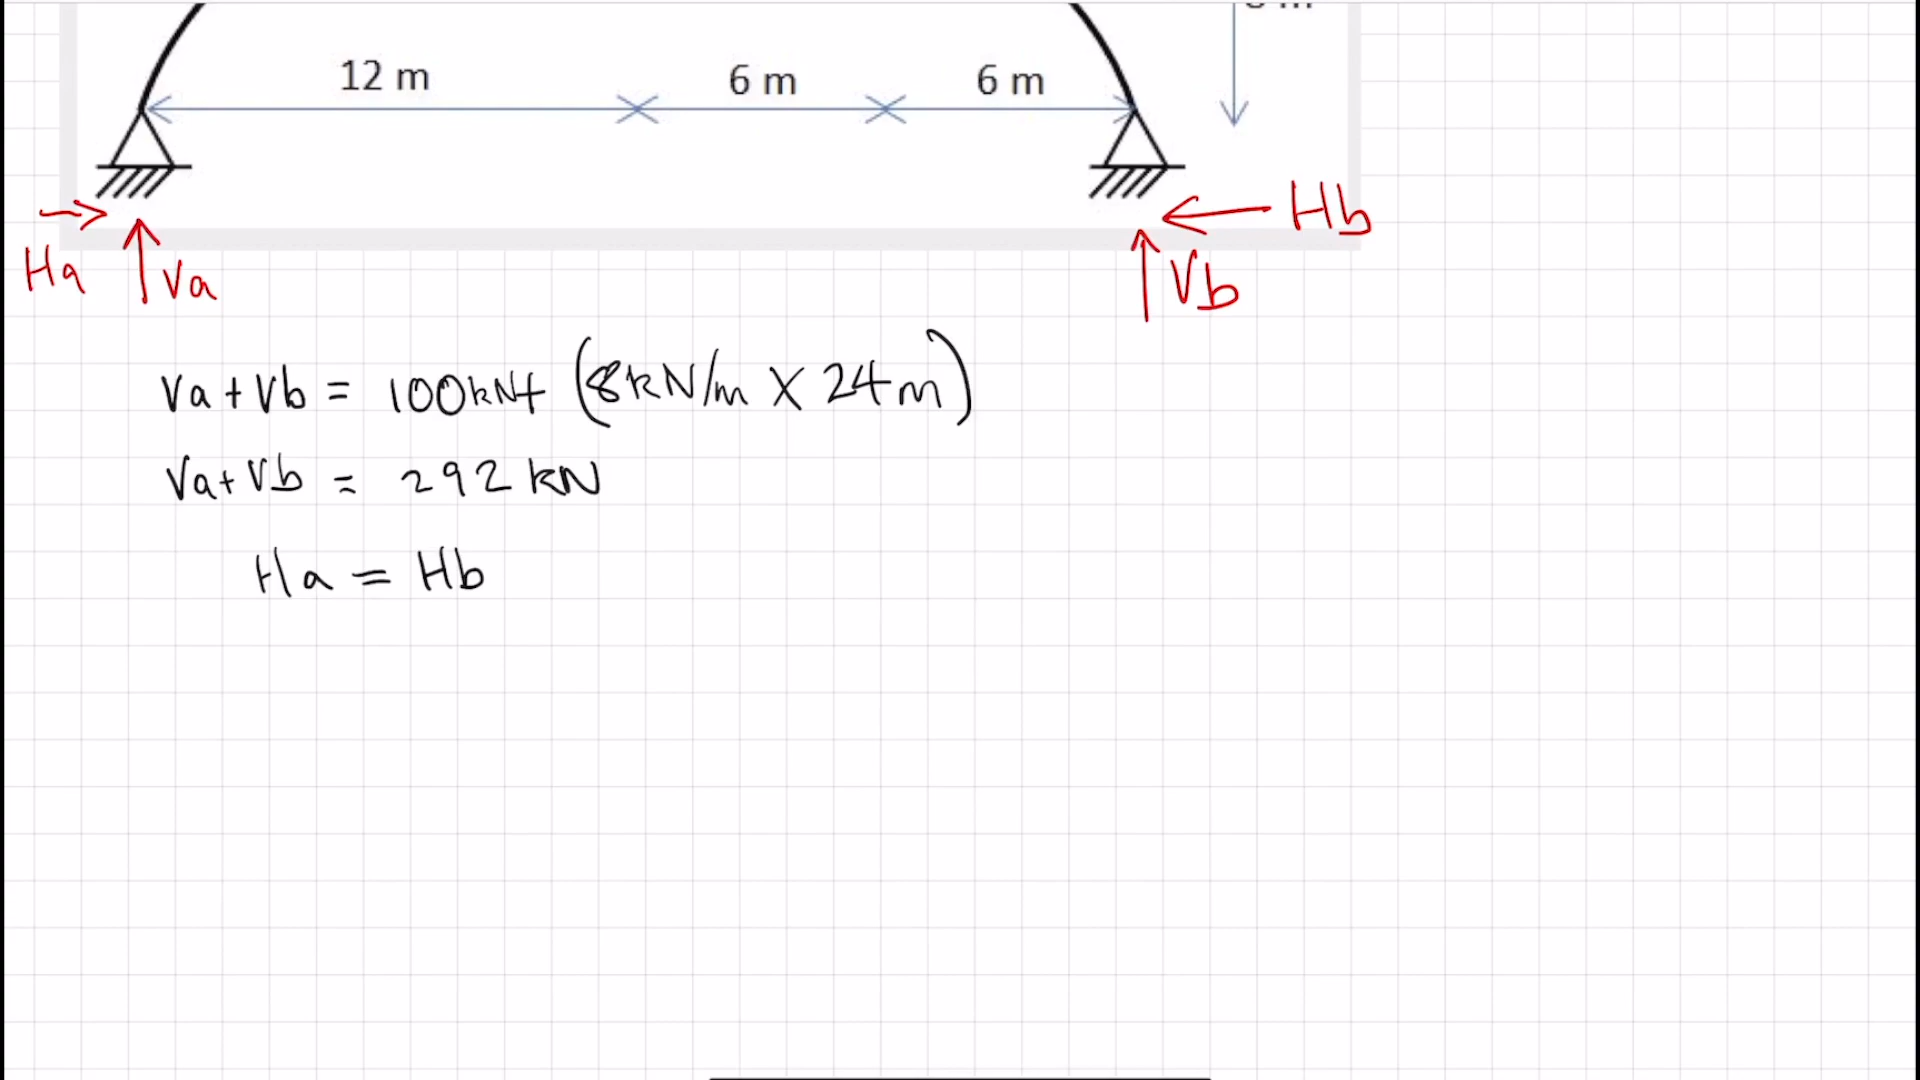 12 m 6 m 6 m
Ha Va Vb Hb
Va + Vb = 100kN+ (8kN/m X 24m)
Va + Vb = 292 kN
Ha = Hb